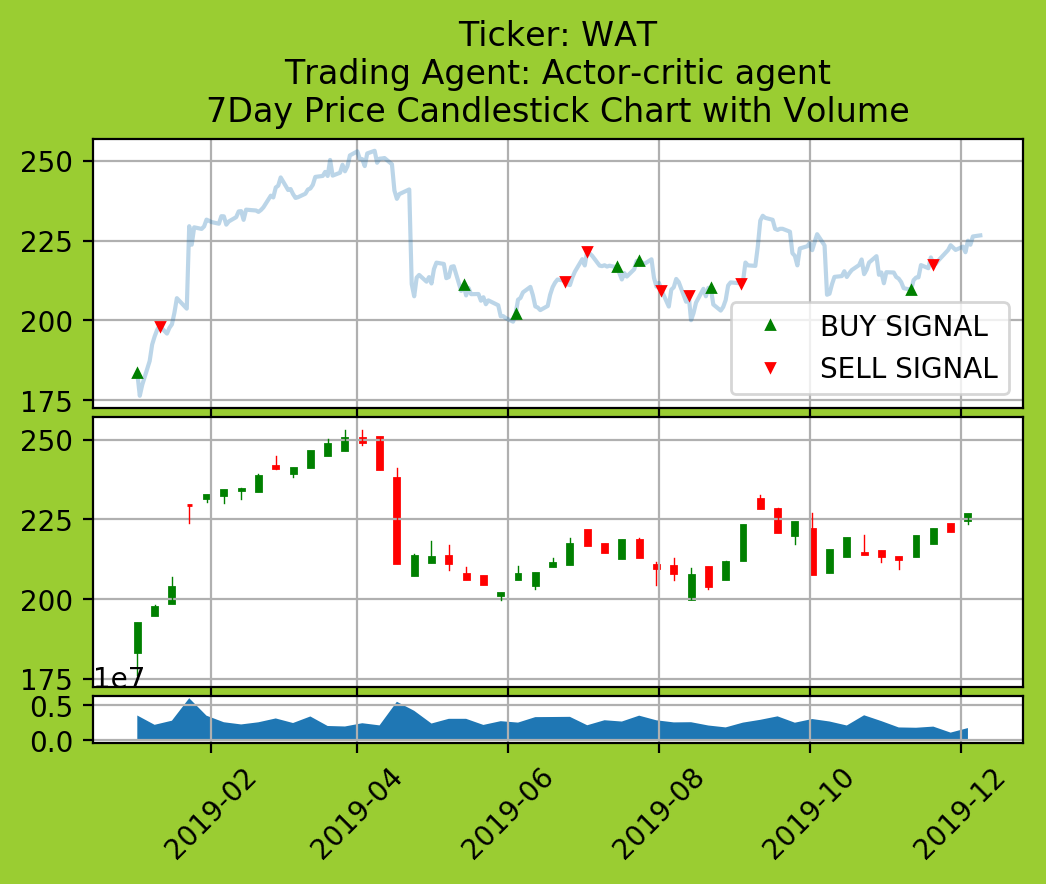 Ticker: WAT
Trading Agent: Actor-critic agent
7Day Price Candlestick Chart with Volume
250
225
200
175
BUY SIGNAL
SELL SIGNAL
250
225
200
175
1e7
0.5
0.0
2019-02
2019-04
2019-06
2019-08
2019-10
2019-12